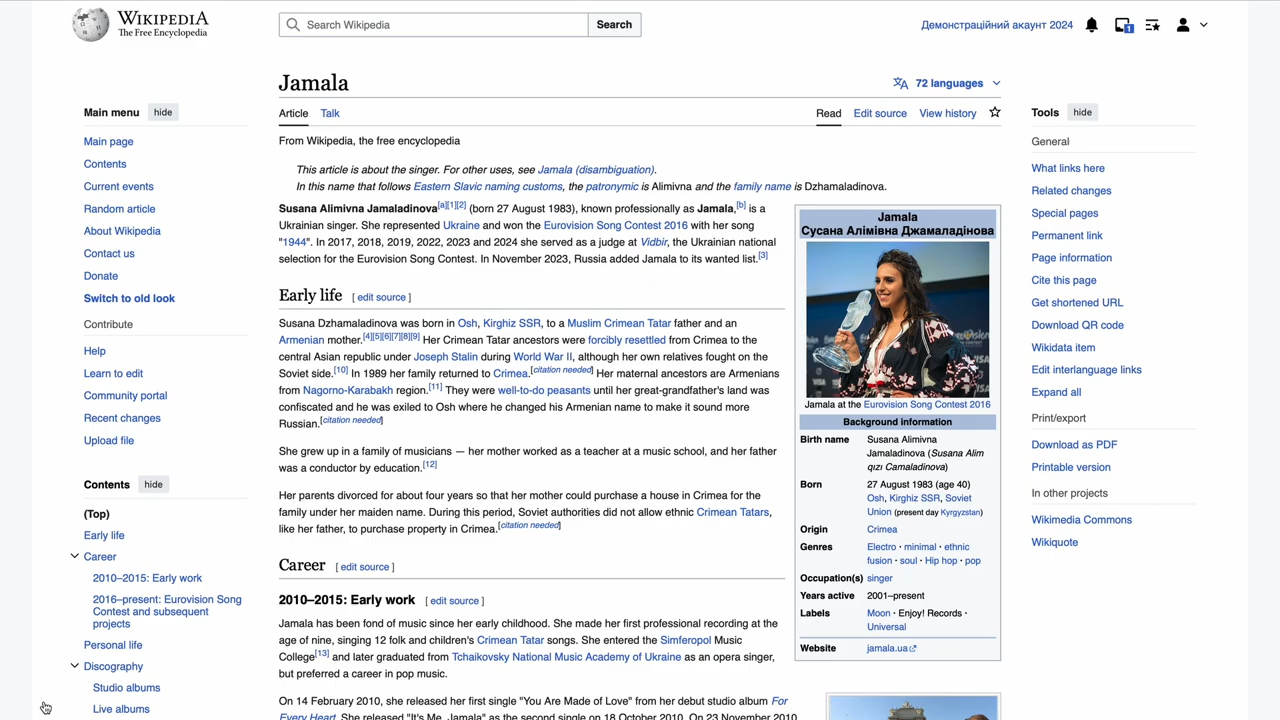 WIKIPEDIA
The Free Encyclopedia
Search Wikipedia
Search
Демонстраційний акаунт 2024
1
Main menu hide
Main page
Contents
Current events
Random article
About Wikipedia
Contact us
Donate
Switch to old look
Contribute
Help
Learn to edit
Community portal
Recent changes
Upload file
Contents hide
(Top)
Early life
Career
2010–2015: Early work
2016–present: Eurovision Song
Contest and subsequent
projects
Personal life
Discography
Studio albums
Live albums
Jamala
72 languages
Article Talk
Read Edit source View history
From Wikipedia, the free encyclopedia
This article is about the singer. For other uses, see Jamala (disambiguation).
In this name that follows Eastern Slavic naming customs, the patronymic is Alimivna and the family name is Dzhamaladinova.
Susana Alimivna Jamaladinova[a][1][2] (born 27 August 1983), known professionally as Jamala,[b] is a
Ukrainian singer. She represented Ukraine and won the Eurovision Song Contest 2016 with her song
"1944". In 2017, 2018, 2019, 2022, 2023 and 2024 she served as a judge at Vidbir, the Ukrainian national
selection for the Eurovision Song Contest. In November 2023, Russia added Jamala to its wanted list.[3]
Early life [ edit source ]
Susana Dzhamaladinova was born in Osh, Kirghiz SSR, to a Muslim Crimean Tatar father and an
Armenian mother.[4][5][6][7][8][9] Her Crimean Tatar ancestors were forcibly resettled from Crimea to the
central Asian republic under Joseph Stalin during World War II, although her own relatives fought on the
Soviet side.[10] In 1989 her family returned to Crimea.[citation needed] Her maternal ancestors are Armenians
from Nagorno-Karabakh region.[11] They were well-to-do peasants until her great-grandfather's land was
confiscated and he was exiled to Osh where he changed his Armenian name to make it sound more
Russian.[citation needed]
She grew up in a family of musicians — her mother worked as a teacher at a music school, and her father
was a conductor by education.[12]
Her parents divorced for about four years so that her mother could purchase a house in Crimea for the
family under her maiden name. During this period, Soviet authorities did not allow ethnic Crimean Tatars,
like her father, to purchase property in Crimea.[citation needed]
Career [ edit source ]
2010–2015: Early work [ edit source ]
Jamala has been fond of music since her early childhood. She made her first professional recording at the
age of nine, singing 12 folk and children's Crimean Tatar songs. She entered the Simferopol Music
College[13] and later graduated from Tchaikovsky National Music Academy of Ukraine as an opera singer,
but preferred a career in pop music.
On 14 February 2010, she released her first single "You Are Made of Love" from her debut studio album For
Every Heart. She released "It's Me, Jamala" as the second single on 18 October 2010. On 23 November 2010
Jamala
Сусана Алімівна Джамаладінова
Jamala at the Eurovision Song Contest 2016
Background information
Birth name Susana Alimivna
Jamaladinova (Susana Alim
qızı Camaladinova)
Born 27 August 1983 (age 40)
Osh, Kirghiz SSR, Soviet
Union (present day Kyrgyzstan)
Origin Crimea
Genres Electro · minimal · ethnic
fusion · soul · Hip hop · pop
Occupation(s) singer
Years active 2001–present
Labels Moon · Enjoy! Records ·
Universal
Website jamala.ua
Tools hide
General
What links here
Related changes
Special pages
Permanent link
Page information
Cite this page
Get shortened URL
Download QR code
Wikidata item
Edit interlanguage links
Expand all
Print/export
Download as PDF
Printable version
In other projects
Wikimedia Commons
Wikiquote